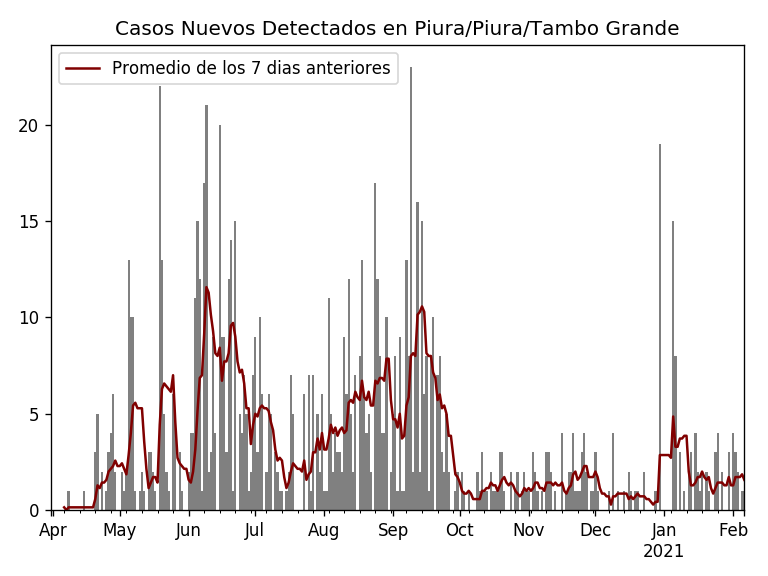 Casos Nuevos Detectados en Piura/Piura/Tambo Grande
Promedio de los 7 dias anteriores
20
15
10
5
0
Apr May Jun Jul Aug Sep Oct Nov Dec Jan Feb
2021